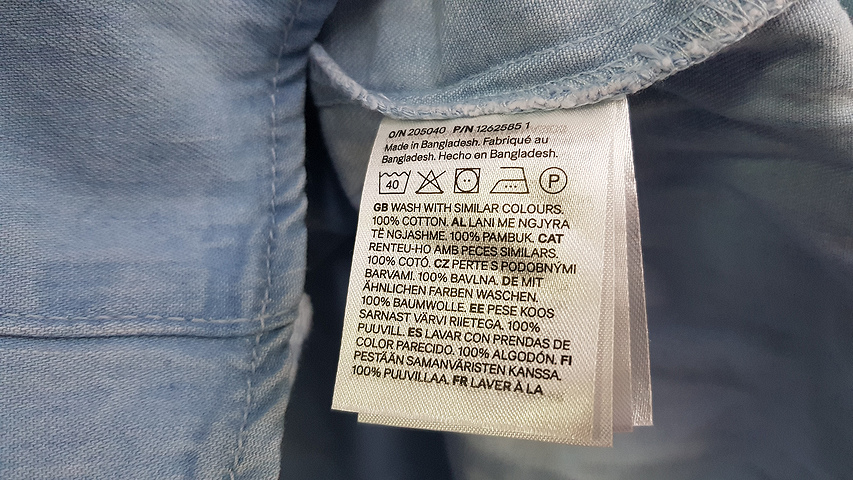 O/N 205040 P/N 1262585 1
Made in Bangladesh. Fabriqué au
Bangladesh. Hecho en Bangladesh.
40 P
GB WASH WITH SIMILAR COLOURS.
100% COTTON. AL LANI ME NGJYRA
TË NGJASHME. 100% PAMBUK. CAT
RENTEU-HO AMB PECES SIMILARS.
100% COTÓ. CZ PERTE S PODOBNÝMI
BARVAMI. 100% BAVLNA. DE MIT
ÄHNLICHEN FARBEN WASCHEN.
100% BAUMWOLLE. EE PESE KOOS
SARNAST VÄRVI RIIETEGA. 100%
PUUVILL. ES LAVAR CON PRENDAS DE
COLOR PARECIDO. 100% ALGODÓN. FI
PESTÄÄN SAMANVÄRISTEN KANSSA.
100% PUUVILLAA. FR LAVER À LA